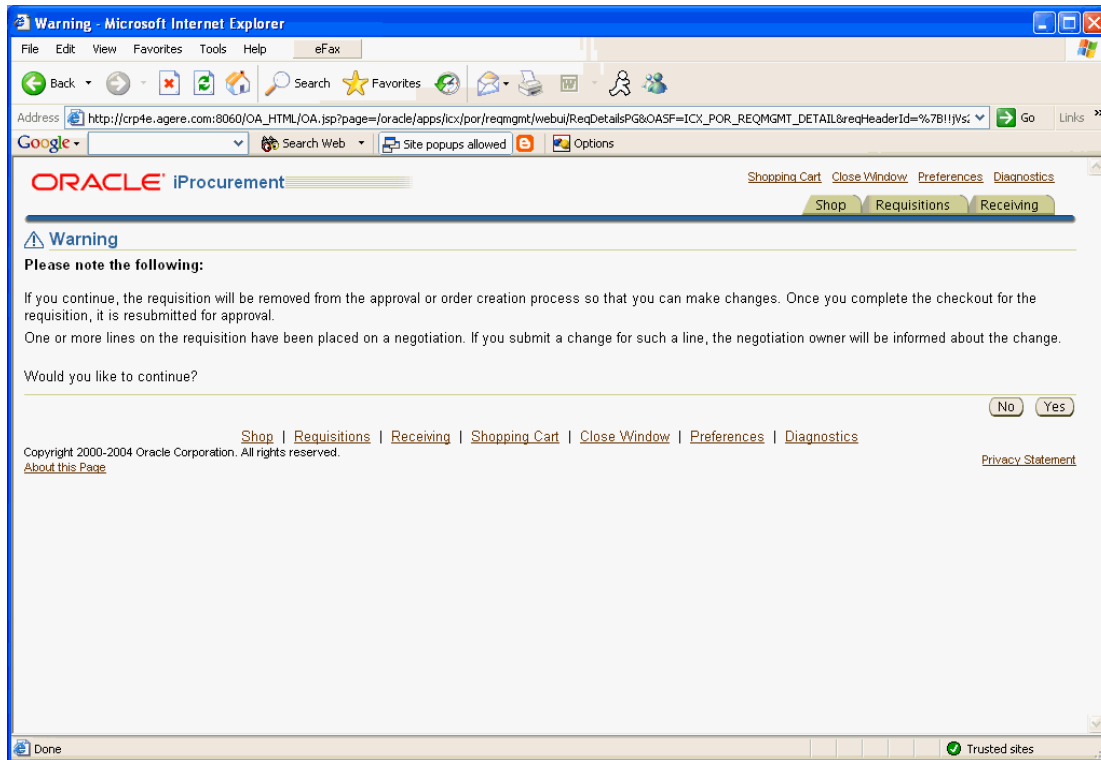 Warning - Microsoft Internet Explorer
File Edit View Favorites Tools Help eFax
Back Search Favorites
Address http://crp4e.agere.com:8060/OA_HTML/OA.jsp?page=/oracle/apps/icx/por/reqmgmt/webui/ReqDetailsPG&OASF=ICX_POR_REQMGMT_DETAIL&reqHeaderId=%7B!!jVs Go Links »
Google Search Web Site popups allowed Options
ORACLE iProcurement
Shopping Cart Close Window Preferences Diagnostics
Shop Requisitions Receiving
Warning
Please note the following:
If you continue, the requisition will be removed from the approval or order creation process so that you can make changes. Once you complete the checkout for the
requisition, it is resubmitted for approval.
One or more lines on the requisition have been placed on a negotiation. If you submit a change for such a line, the negotiation owner will be informed about the change.
Would you like to continue?
No Yes
Shop | Requisitions | Receiving | Shopping Cart | Close Window | Preferences | Diagnostics
Copyright 2000-2004 Oracle Corporation. All rights reserved.
About this Page
Privacy Statement
Done Trusted sites